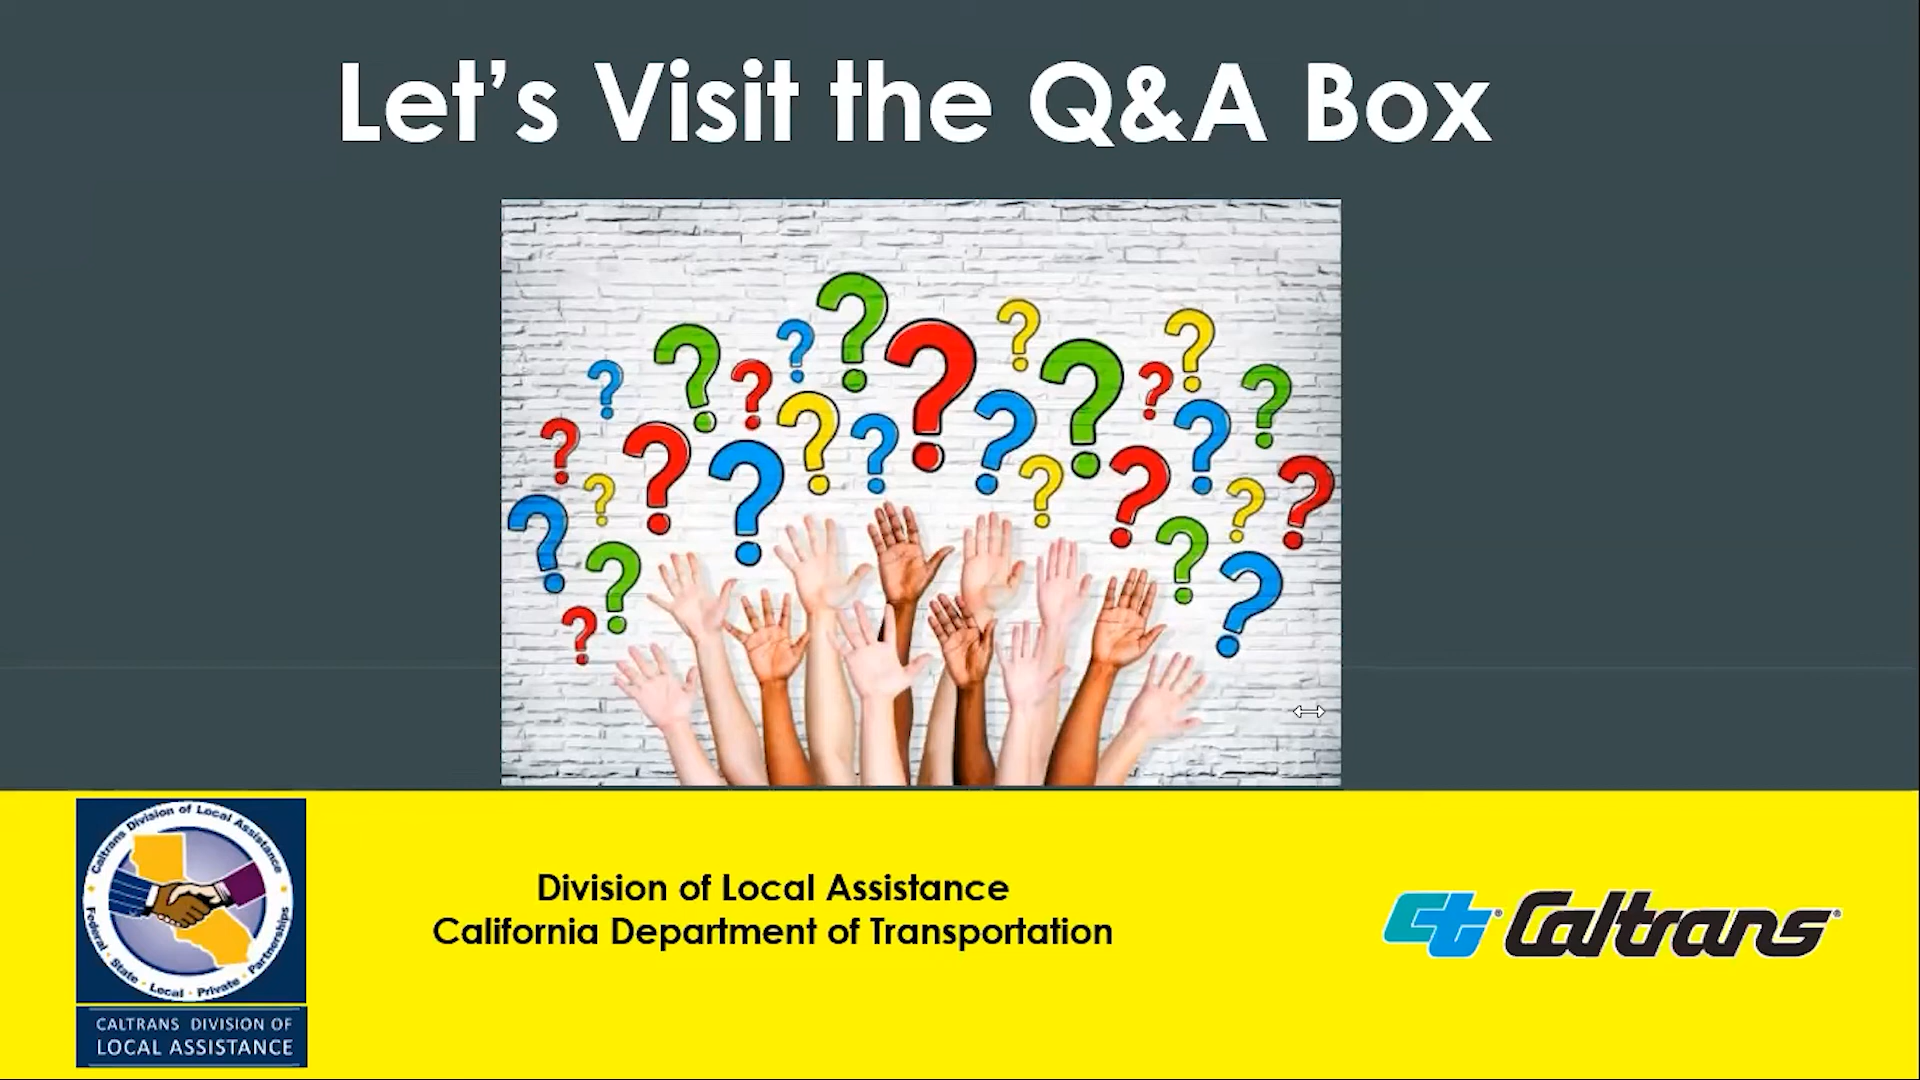 Let's Visit the Q&A Box
Caltrans Division of Local Assistance
Federal · State · Local · Private · Partnerships
CALTRANS DIVISION OF
LOCAL ASSISTANCE
Division of Local Assistance
California Department of Transportation
ct® Caltrans®